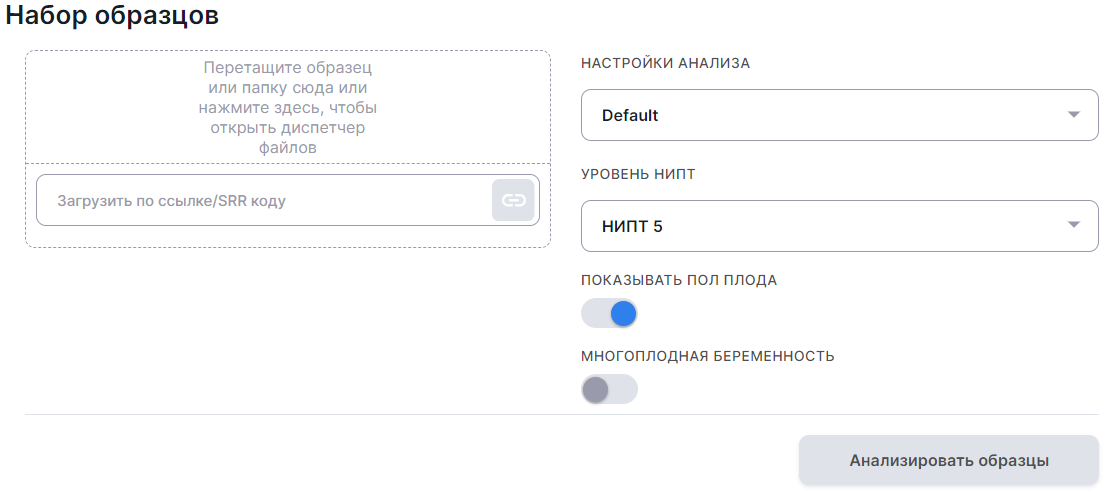 Набор образцов
Перетащите образец
или папку сюда или
нажмите здесь, чтобы
открыть диспетчер
файлов
Загрузить по ссылке/SRR коду
НАСТРОЙКИ АНАЛИЗА
Default
УРОВЕНЬ НИПТ
НИПТ 5
ПОКАЗЫВАТЬ ПОЛ ПЛОДА
МНОГОПЛОДНАЯ БЕРЕМЕННОСТЬ
Анализировать образцы